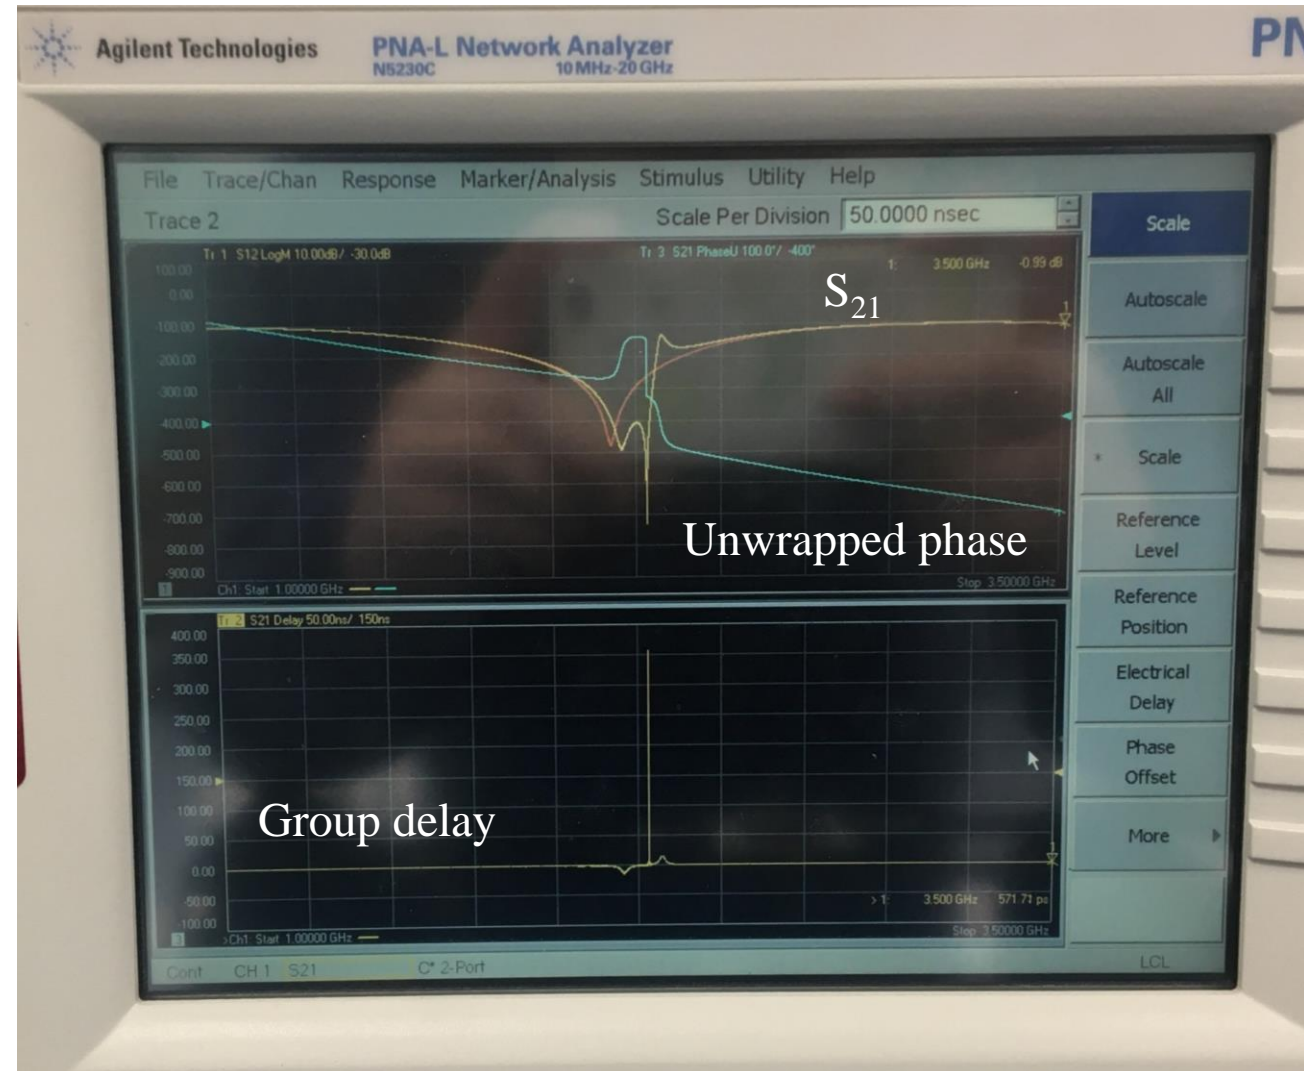 Agilent Technologies
PNA-L Network Analyzer
N5230C 10 MHz-20 GHz
PN
File Trace/Chan Response Marker/Analysis Stimulus Utility Help
Trace 2
Scale Per Division 50.0000 nsec
Scale
Autoscale
Autoscale
All
* Scale
Reference
Level
Reference
Position
Electrical
Delay
Phase
Offset
More
Tr 1 S12 LogM 10.00dB/ -30.0dB
Tr 3 S21 PhaseU 100.0°/ -400°
1: 3.500 GHz -0.99 dB
S21
1
100.00
0.00
-100.00
-200.00
-300.00
-400.00
-500.00
-600.00
-700.00
-800.00
-900.00
Unwrapped phase
1 Ch1: Start 1.00000 GHz
Stop 3.50000 GHz
Tr 2 S21 Delay 50.00ns/ 150ns
400.00
350.00
300.00
250.00
200.00
150.00
100.00
50.00
0.00
-50.00
-100.00
Group delay
1
> 1: 3.500 GHz 571.71 ps
3 >Ch1: Start 1.00000 GHz
Stop 3.50000 GHz
Cont. CH 1 S21 C* 2-Port LCL